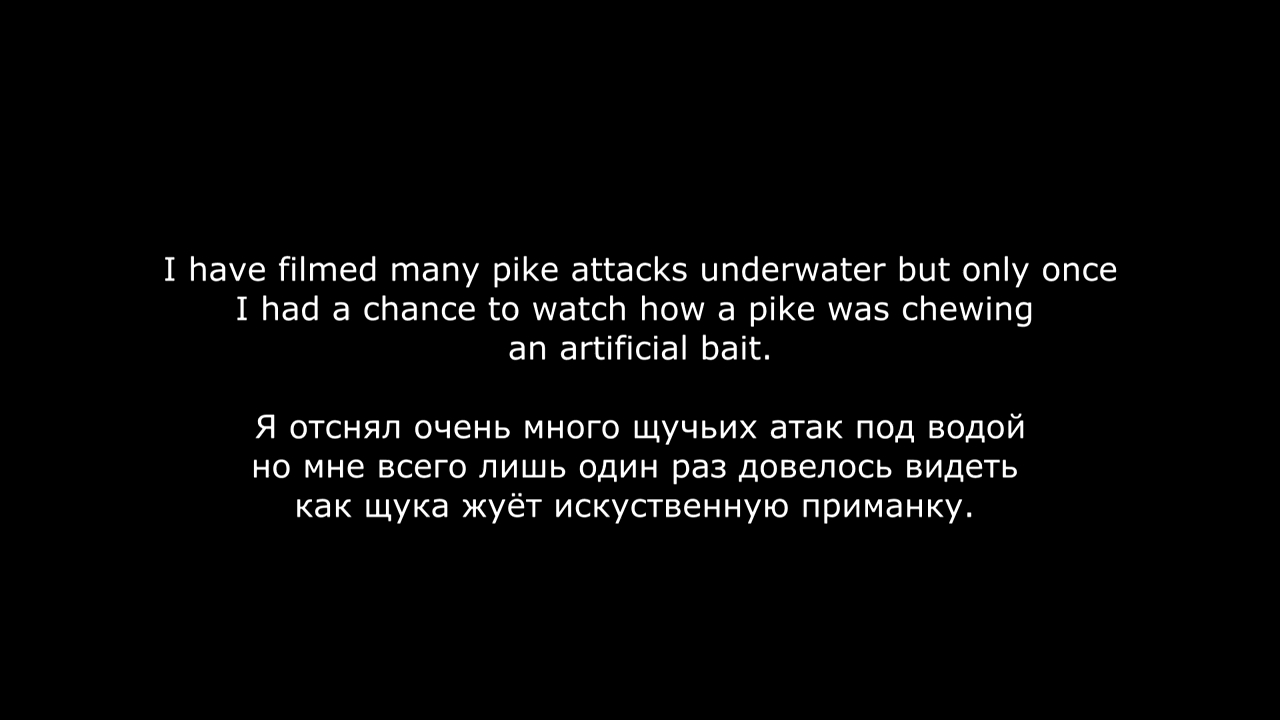 I have filmed many pike attacks underwater but only once
I had a chance to watch how a pike was chewing
an artificial bait.
Я отснял очень много щучьих атак под водой
но мне всего лишь один раз довелось видеть
как щука жуёт искуственную приманку.